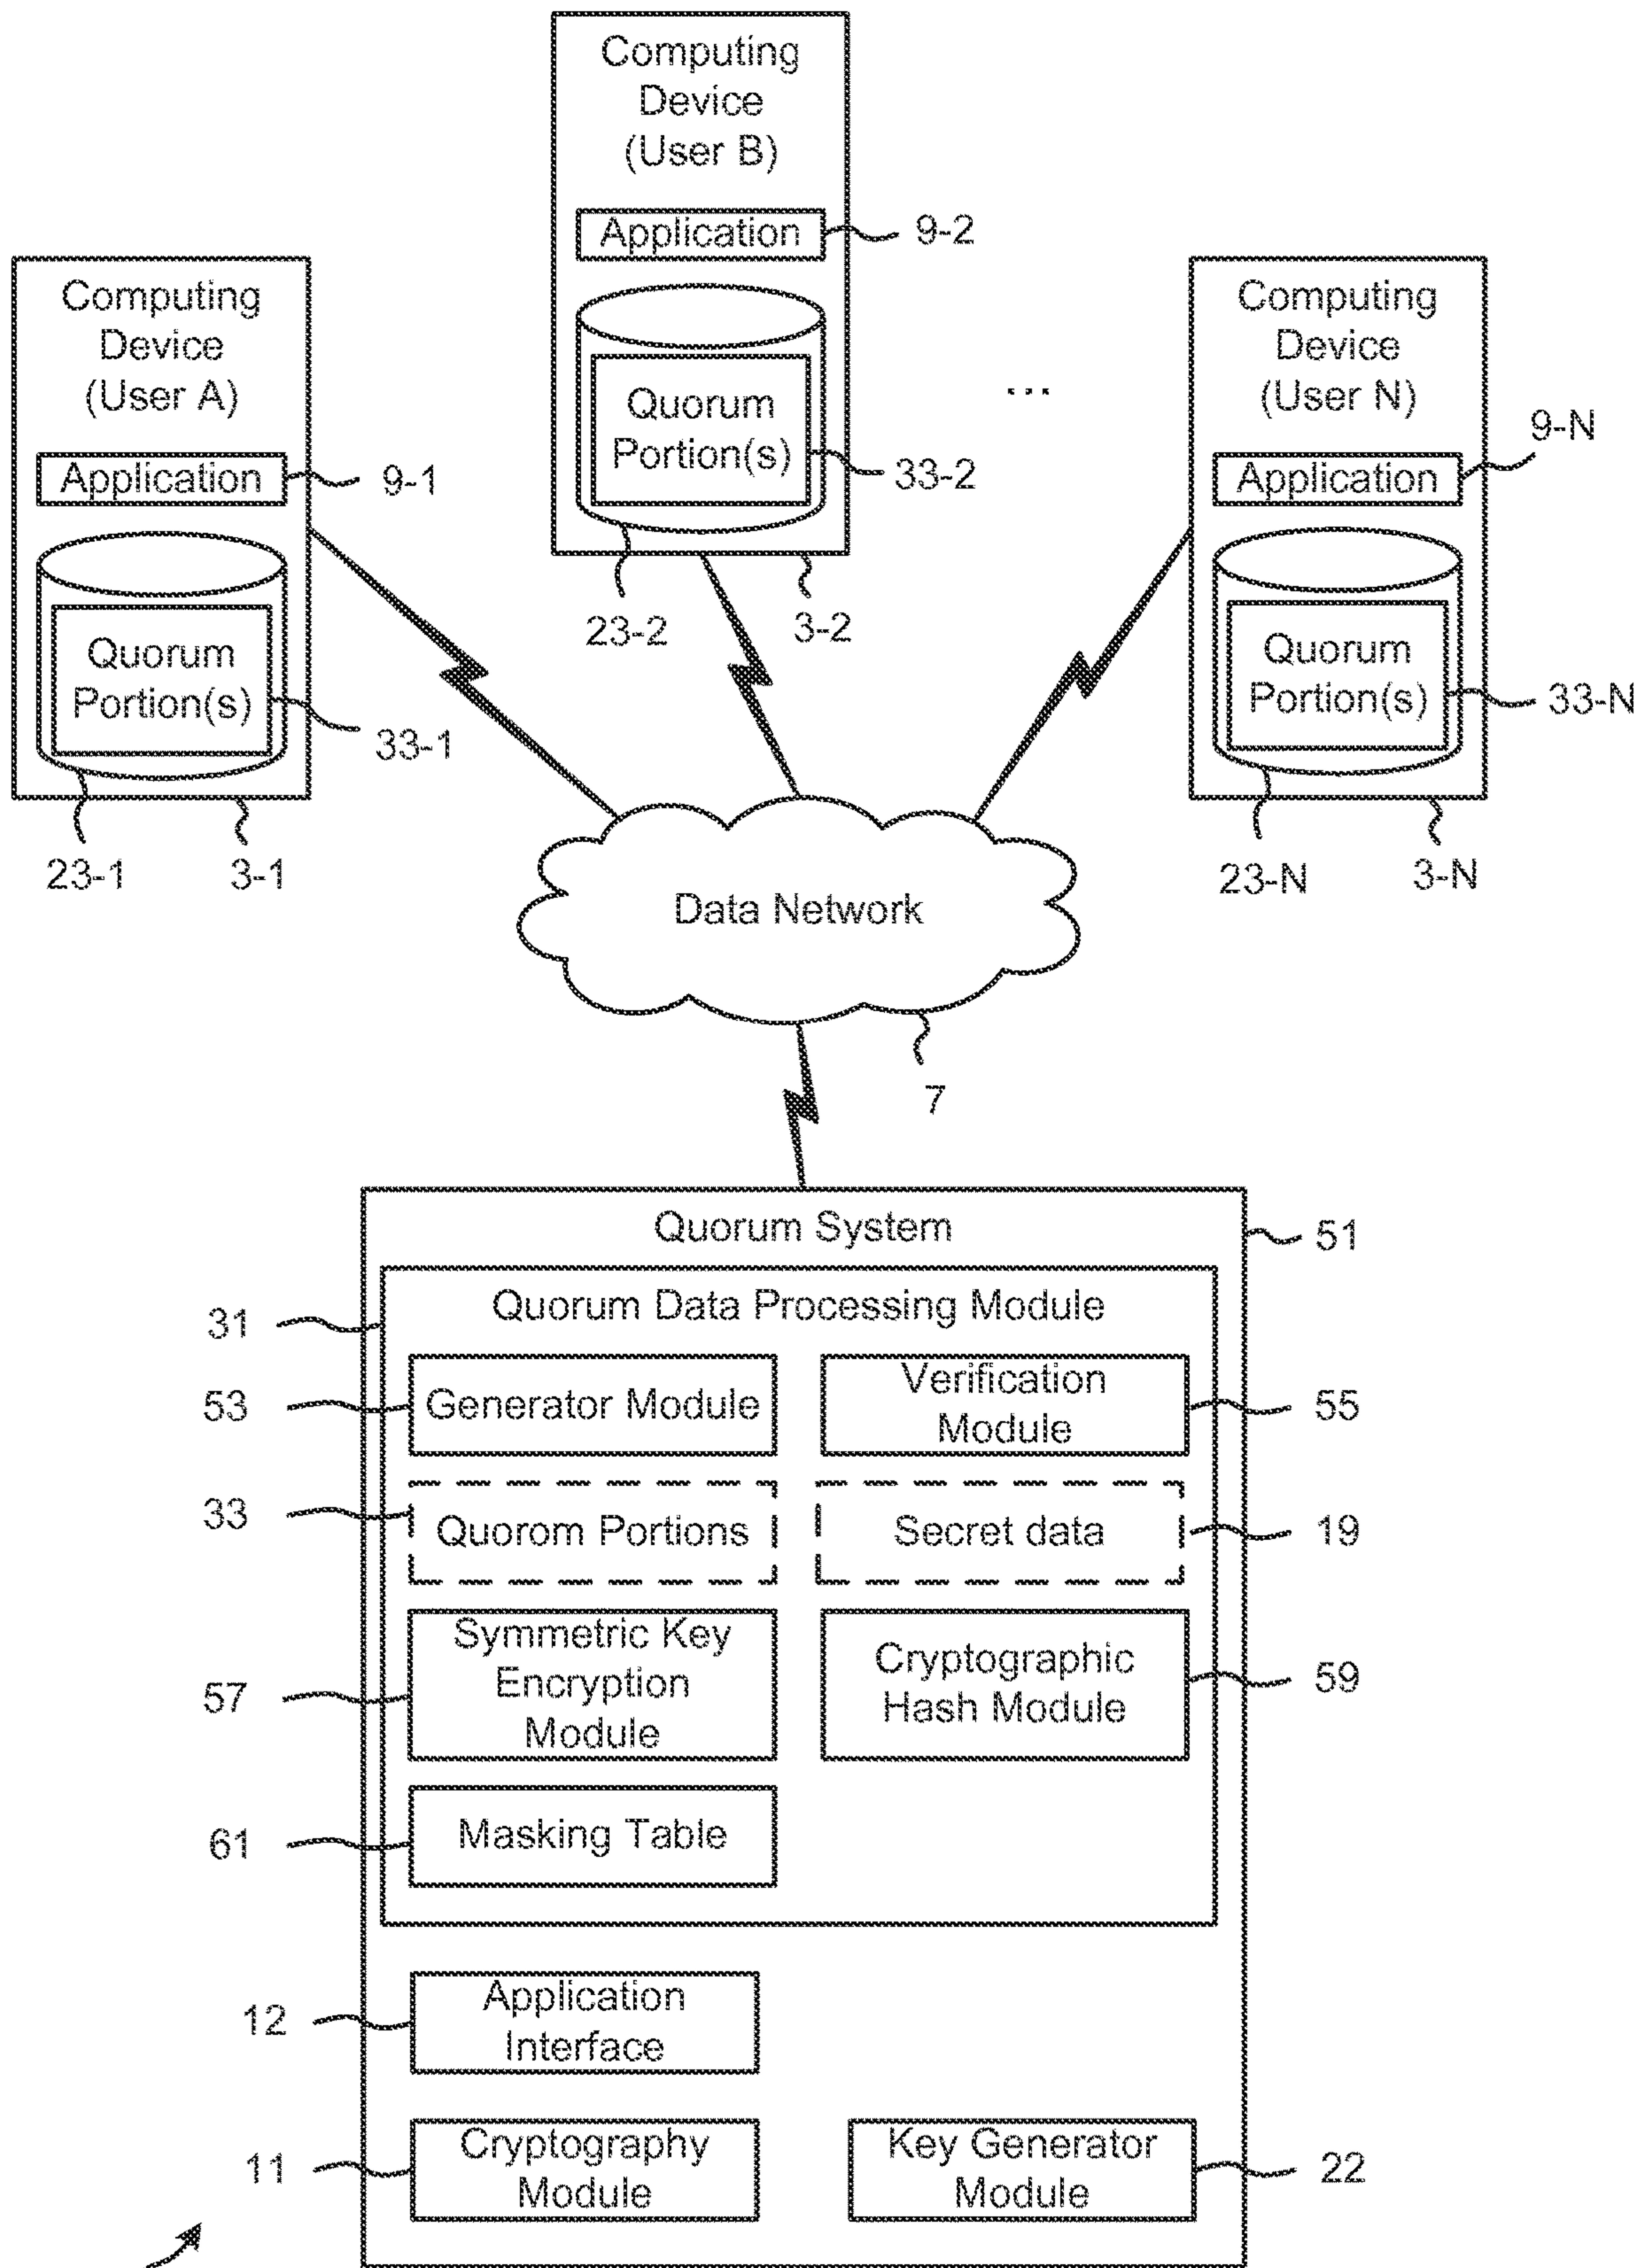 Computing
Device
(User B)
Application
9-2
Quorum
Portion(s)
33-2
23-2
3-2
Computing
Device
(User A)
Application
9-1
Quorum
Portion(s)
33-1
23-1
3-1
...
Computing
Device
(User N)
9-N
Application
Quorum
Portion(s)
33-N
23-N
3-N
Data Network
7
Quorum System
51
Quorum Data Processing Module
31
Generator Module
53
Verification
Module
55
Quorom Portions
33
Secret data
19
Symmetric Key
Encryption
Module
57
Cryptographic
Hash Module
59
Masking Table
61
Application
Interface
12
Cryptography
Module
11
Key Generator
Module
22